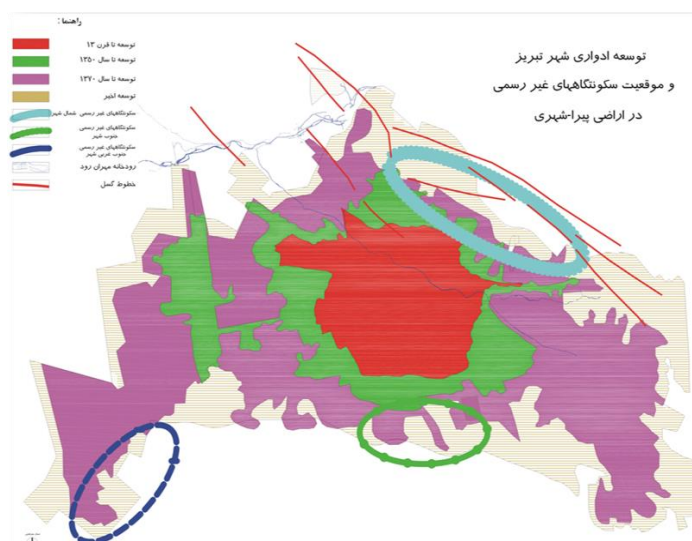 توسعه ادواری شهر تبریز
و موقعیت سکونتگاههای غیر رسمی
در اراضی پیرا-شهری
راهنما :
توسعه تا قرن ۱۳
توسعه تا سال ۱۳۵۰
توسعه تا سال ۱۳۷۰
توسعه اخیر
سکونتگاههای غیر رسمی شمال شهر
سکونتگاههای غیر رسمی
جنوب شهر
سکونتگاههای غیر رسمی
جنوب غربی شهر
رودخانه مهران رود
خطوط گسل